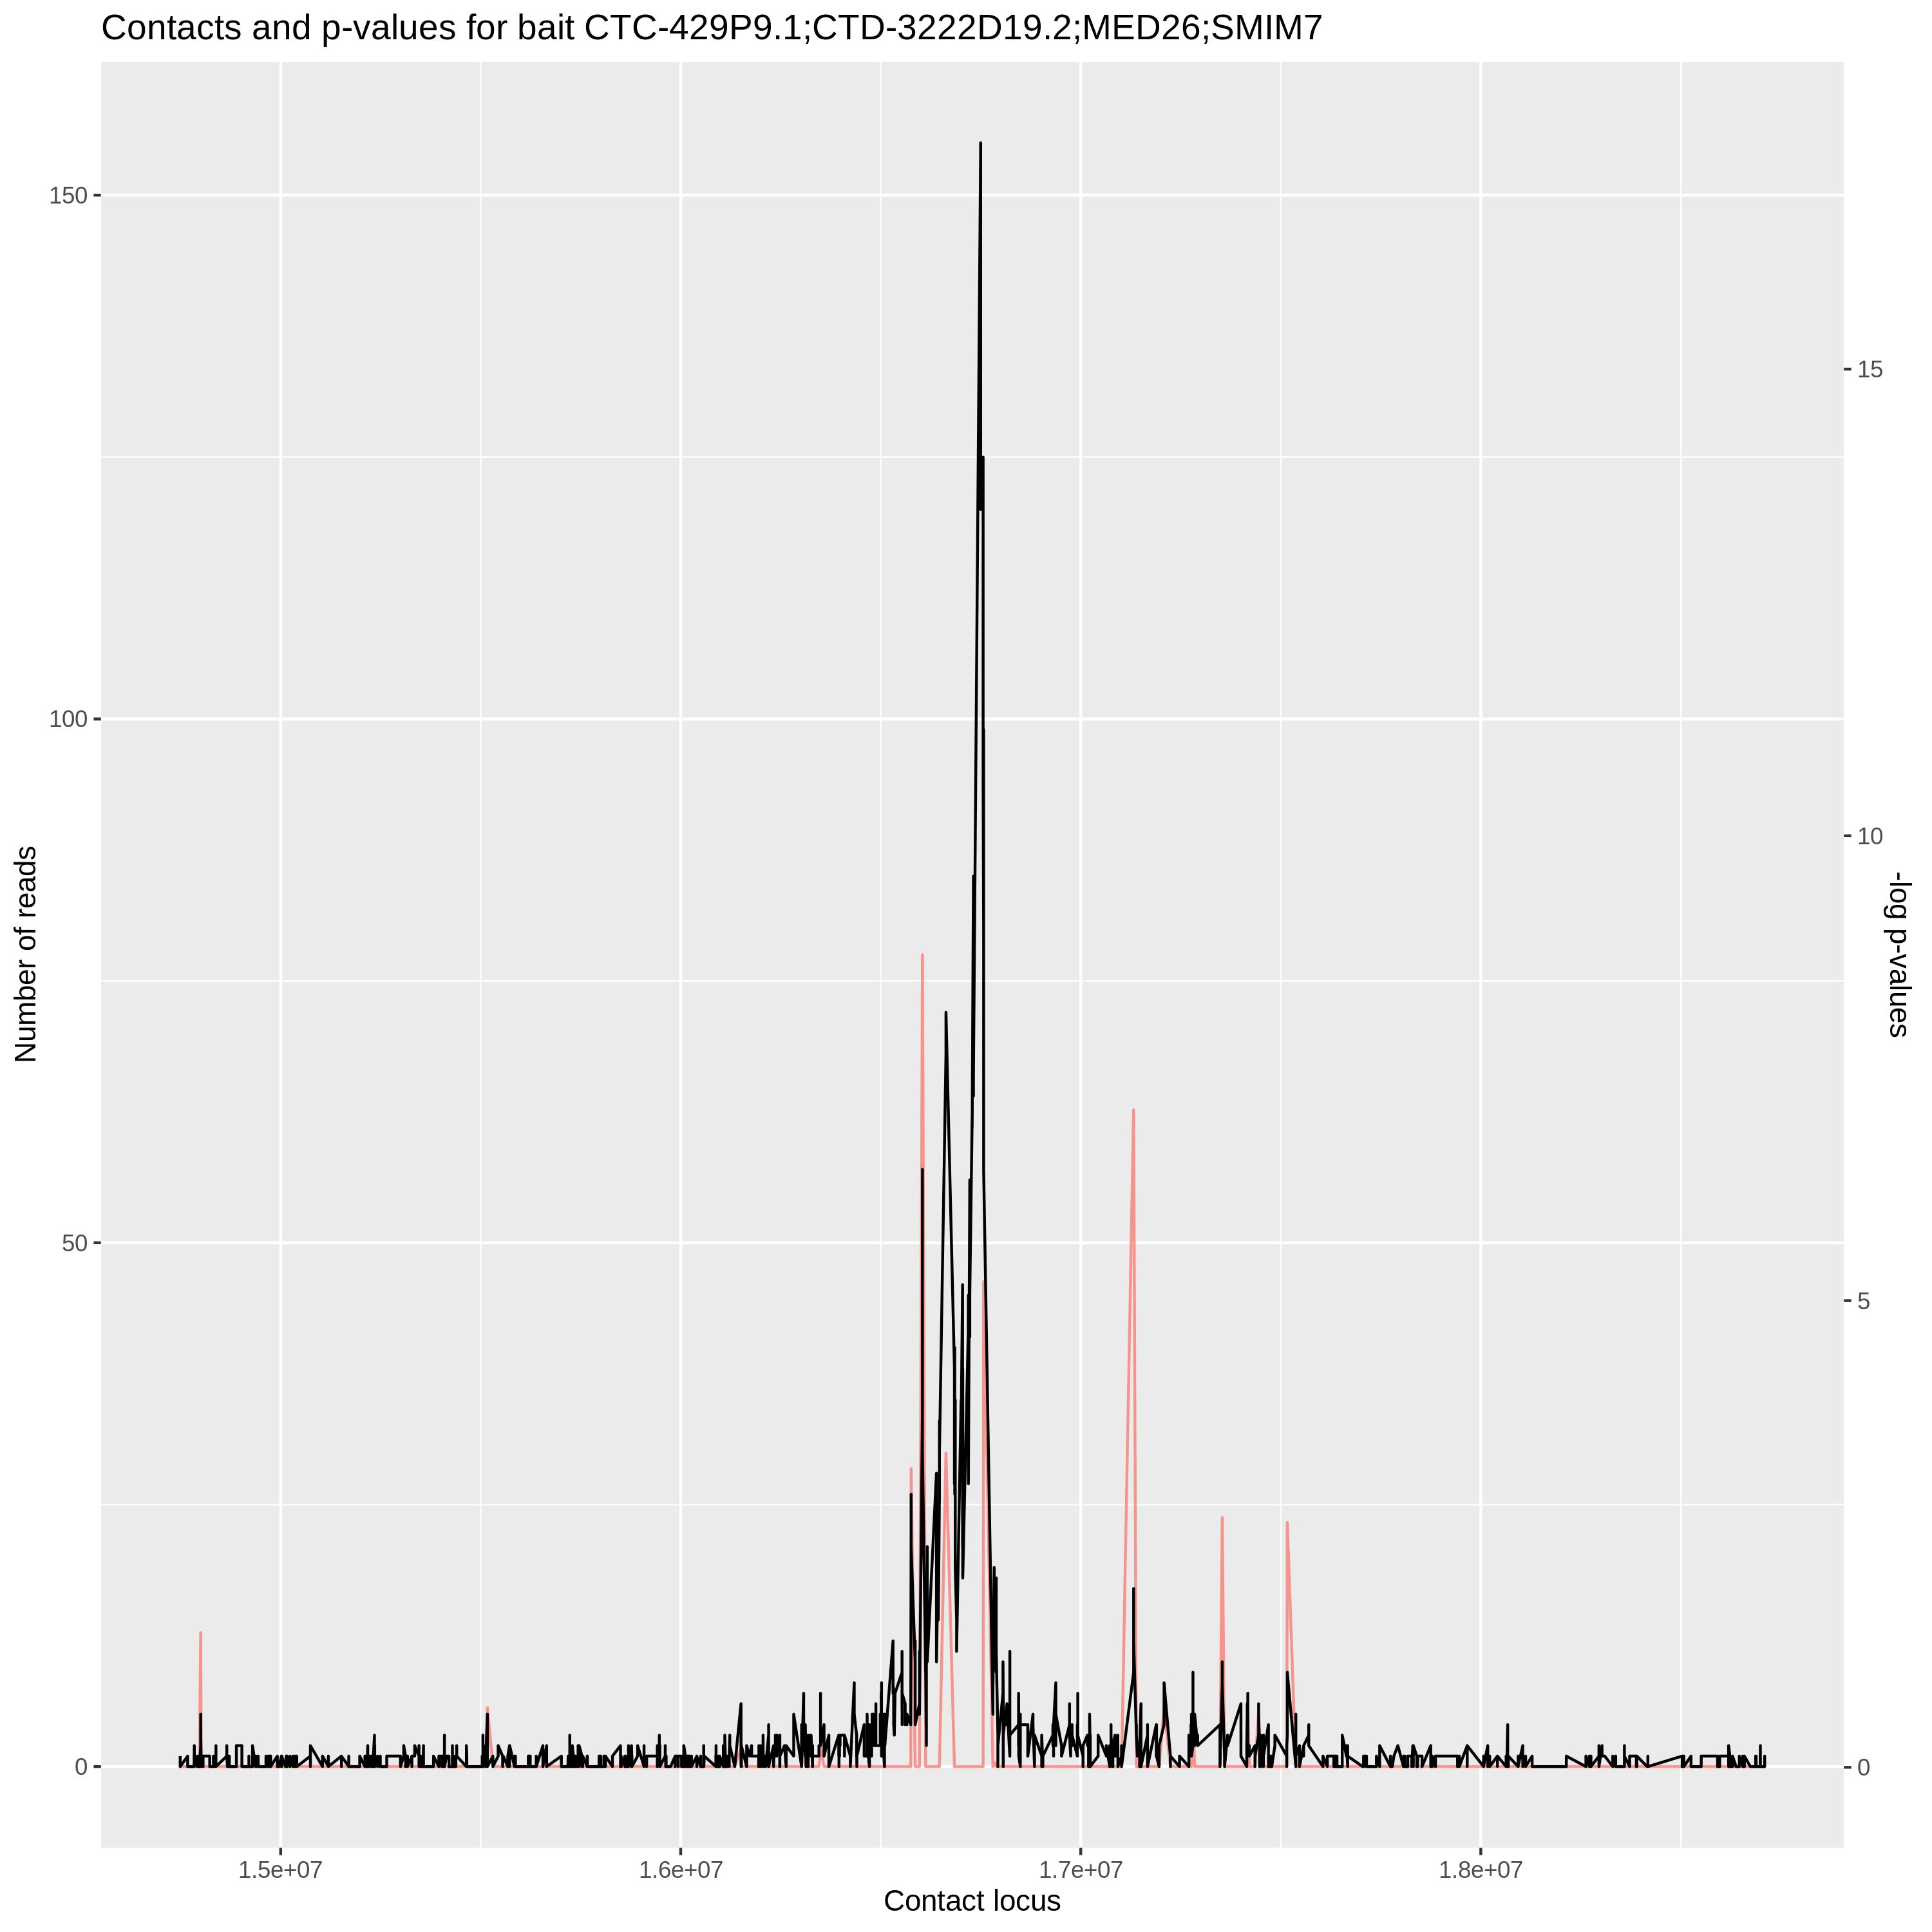 Contacts and p-values for bait CTC-429P9.1;CTD-3222D19.2;MED26;SMIM7
150
100
50
0
Number of reads
15
10
5
0
-log p-values
1.5e+07
1.6e+07
1.7e+07
1.8e+07
Contact locus